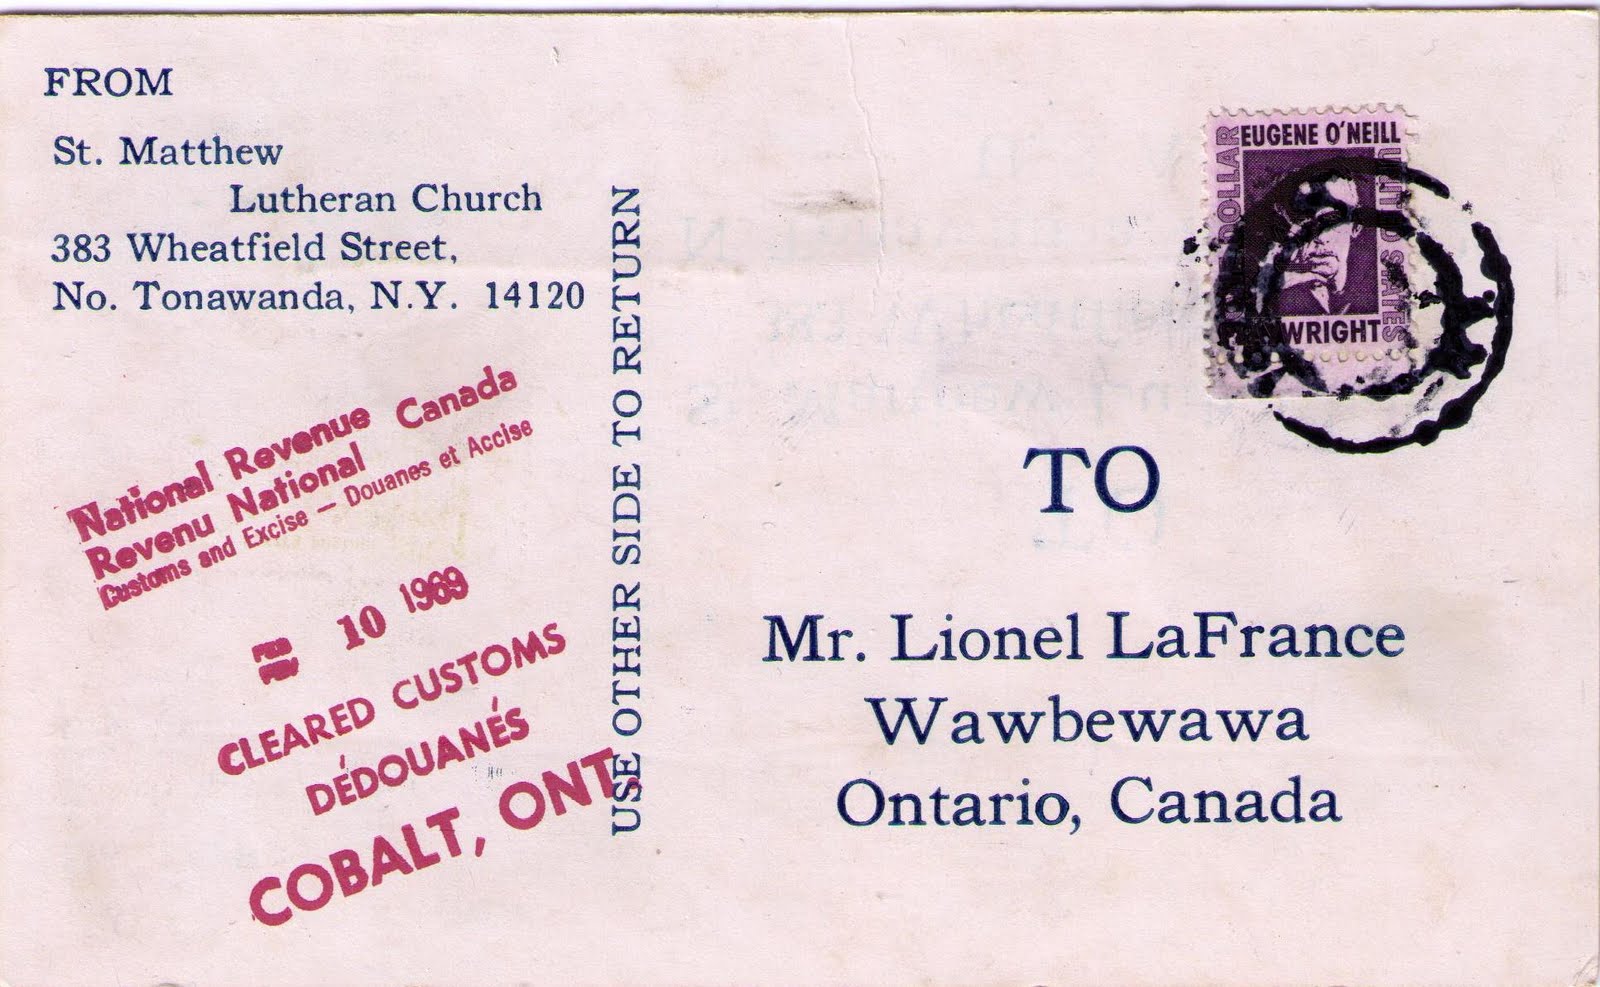 FROM
St. Matthew
Lutheran Church
383 Wheatfield Street,
No. Tonawanda, N.Y. 14120
USE OTHER SIDE TO RETURN
EUGENE O'NEILL
DOLLAR
UNITED STATES
PLAYWRIGHT
TO
Mr. Lionel LaFrance
Wawbewawa
Ontario, Canada
National Revenue Canada
Revenu National
Customs and Excise – Douanes et Accise
FEB 10 1969
FEV
CLEARED CUSTOMS
DÉDOUANÉS
COBALT, ONT.